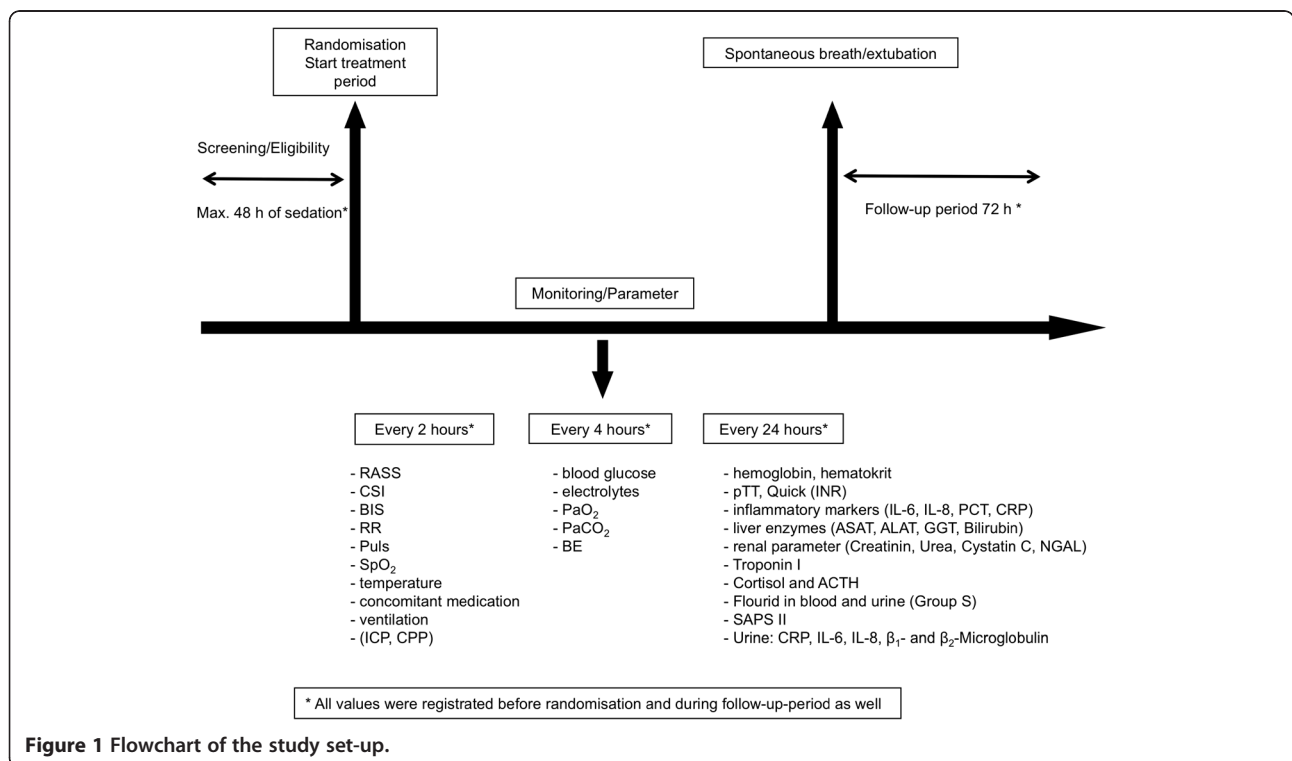 Randomisation
Start treatment
period
Spontaneous breath/extubation
Screening/Eligibility
Max. 48 h of sedation*
Follow-up period 72 h *
Monitoring/Parameter
Every 2 hours*
- RASS
- CSI
- BIS
- RR
- Puls
- SpO₂
- temperature
- concomitant medication
- ventilation
- (ICP, CPP)
Every 4 hours*
- blood glucose
- electrolytes
- PaO₂
- PaCO₂
- BE
Every 24 hours*
- hemoglobin, hematokrit
- pTT, Quick (INR)
- inflammatory markers (IL-6, IL-8, PCT, CRP)
- liver enzymes (ASAT, ALAT, GGT, Bilirubin)
- renal parameter (Creatinin, Urea, Cystatin C, NGAL)
- Troponin I
- Cortisol and ACTH
- Flourid in blood and urine (Group S)
- SAPS II
- Urine: CRP, IL-6, IL-8, β₁- and β₂-Microglobulin
* All values were registrated before randomisation and during follow-up-period as well
Figure 1 Flowchart of the study set-up.